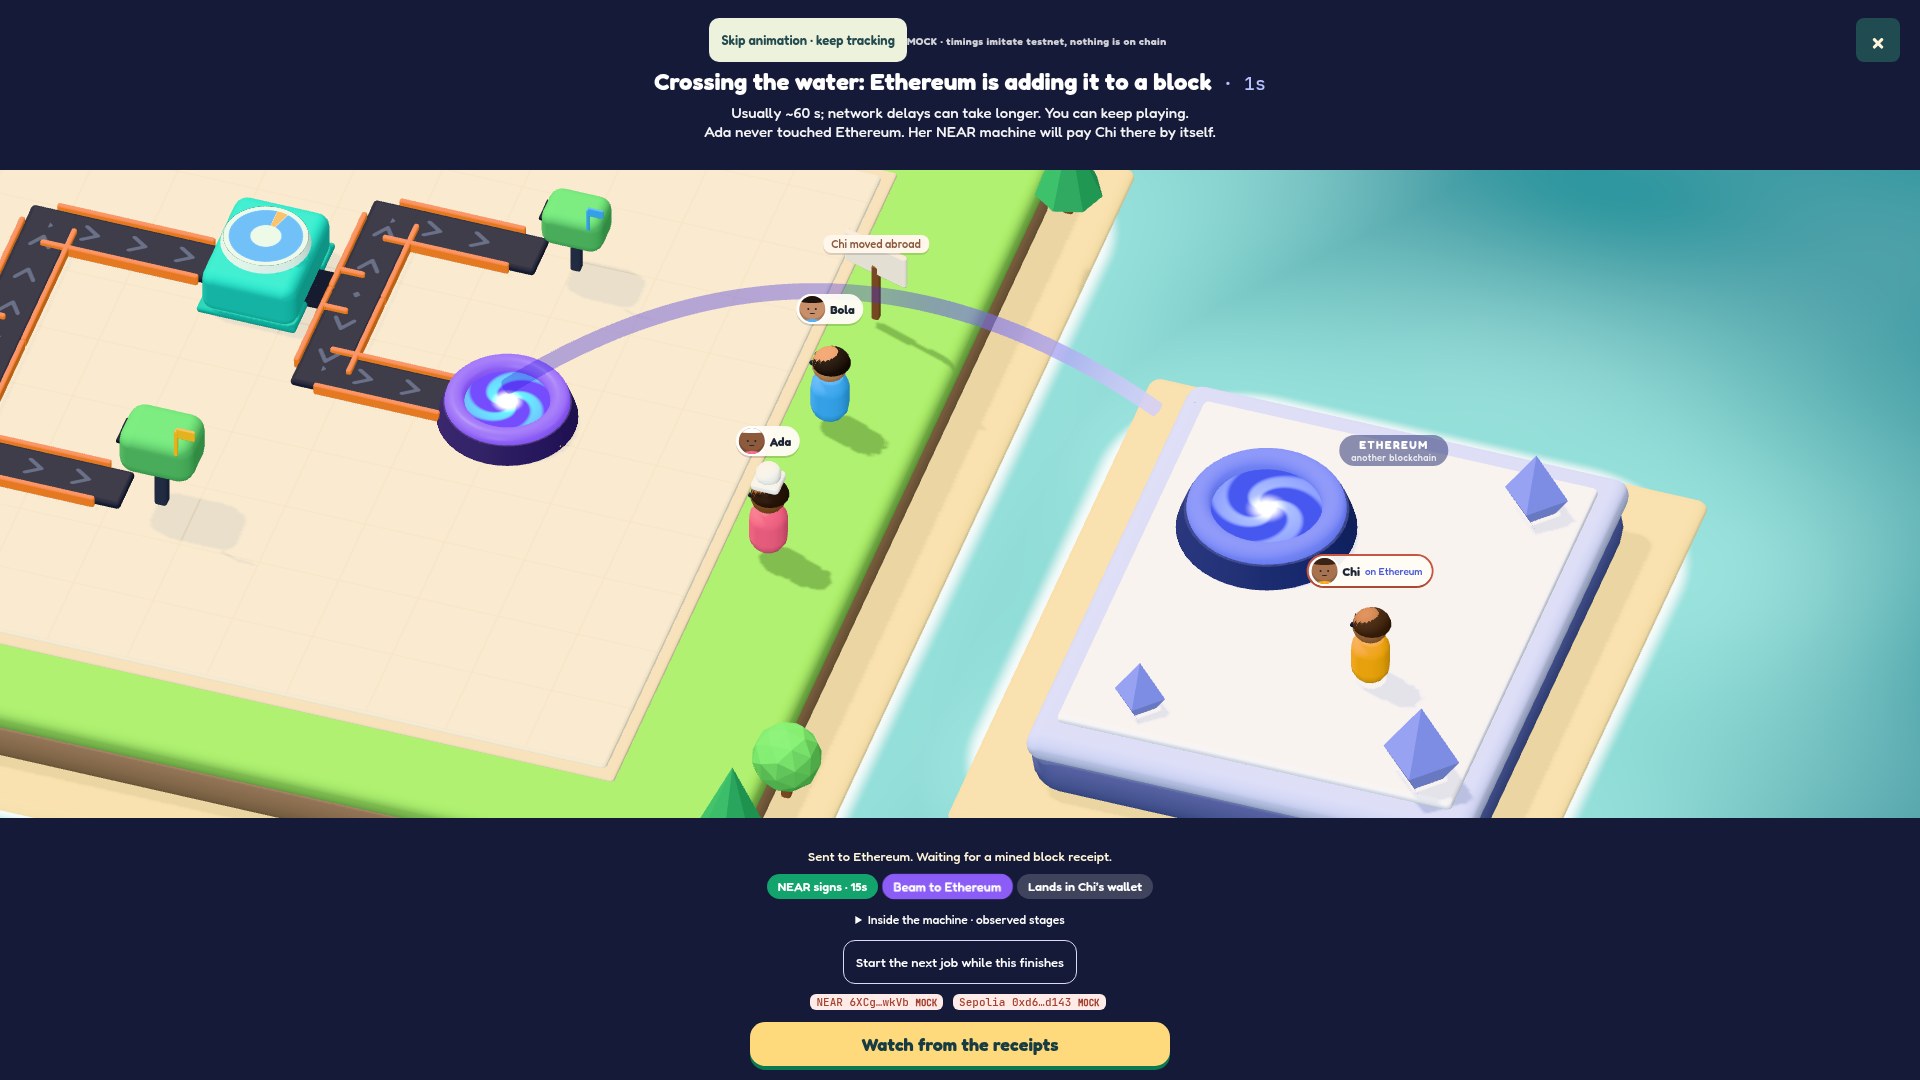 Skip animation · keep tracking
MOCK · timings imitate testnet, nothing is on chain
×
Crossing the water: Ethereum is adding it to a block · 1s
Usually ~60 s; network delays can take longer. You can keep playing.
Ada never touched Ethereum. Her NEAR machine will pay Chi there by itself.
Chi moved abroad
Bola
Ada
ETHEREUM
another blockchain
Chi on Ethereum
Sent to Ethereum. Waiting for a mined block receipt.
NEAR signs · 15s
Beam to Ethereum
Lands in Chi's wallet
▶ Inside the machine · observed stages
Start the next job while this finishes
NEAR 6XCg…wkVb MOCK
Sepolia 0xd6…d143 MOCK
Watch from the receipts